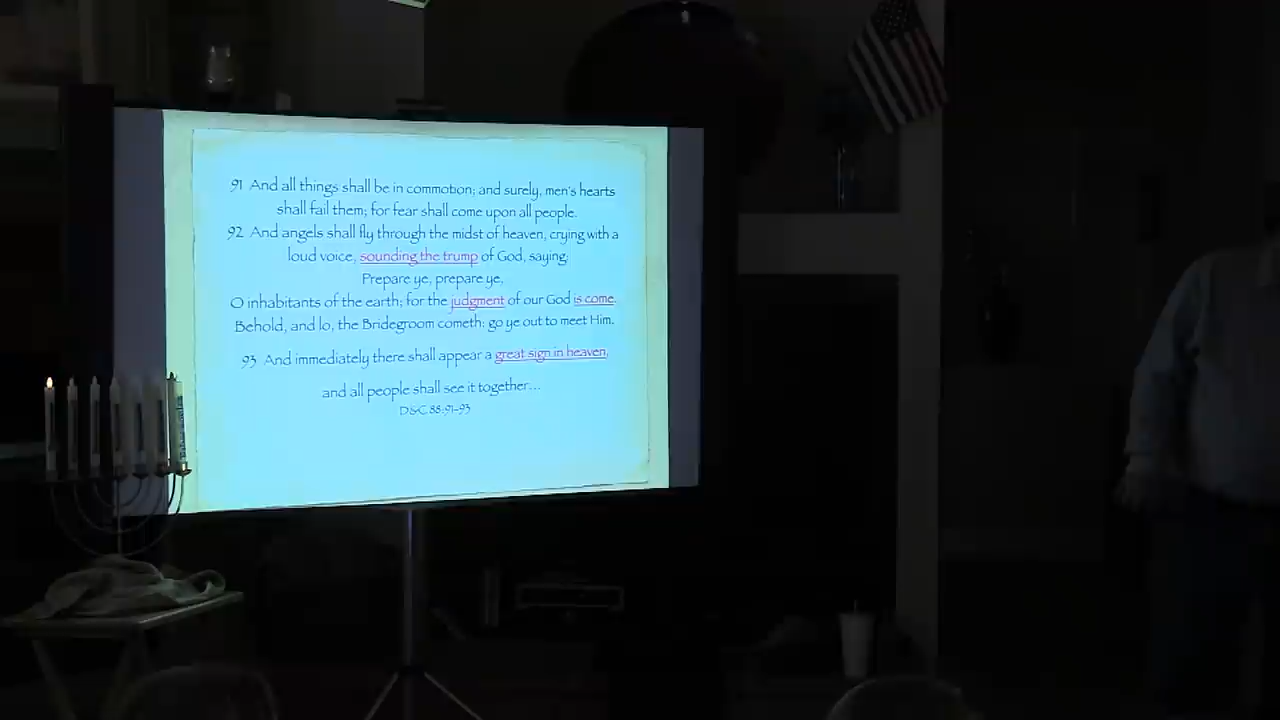 91 And all things shall be in commotion; and surely, men's hearts
shall fail them; for fear shall come upon all people.
92 And angels shall fly through the midst of heaven, crying with a
loud voice, sounding the trump of God, saying:
Prepare ye, prepare ye,
O inhabitants of the earth; for the judgment of our God is come.
Behold, and lo, the Bridegroom cometh: go ye out to meet Him.
93 And immediately there shall appear a great sign in heaven,
and all people shall see it together...
D&C 88:91-93